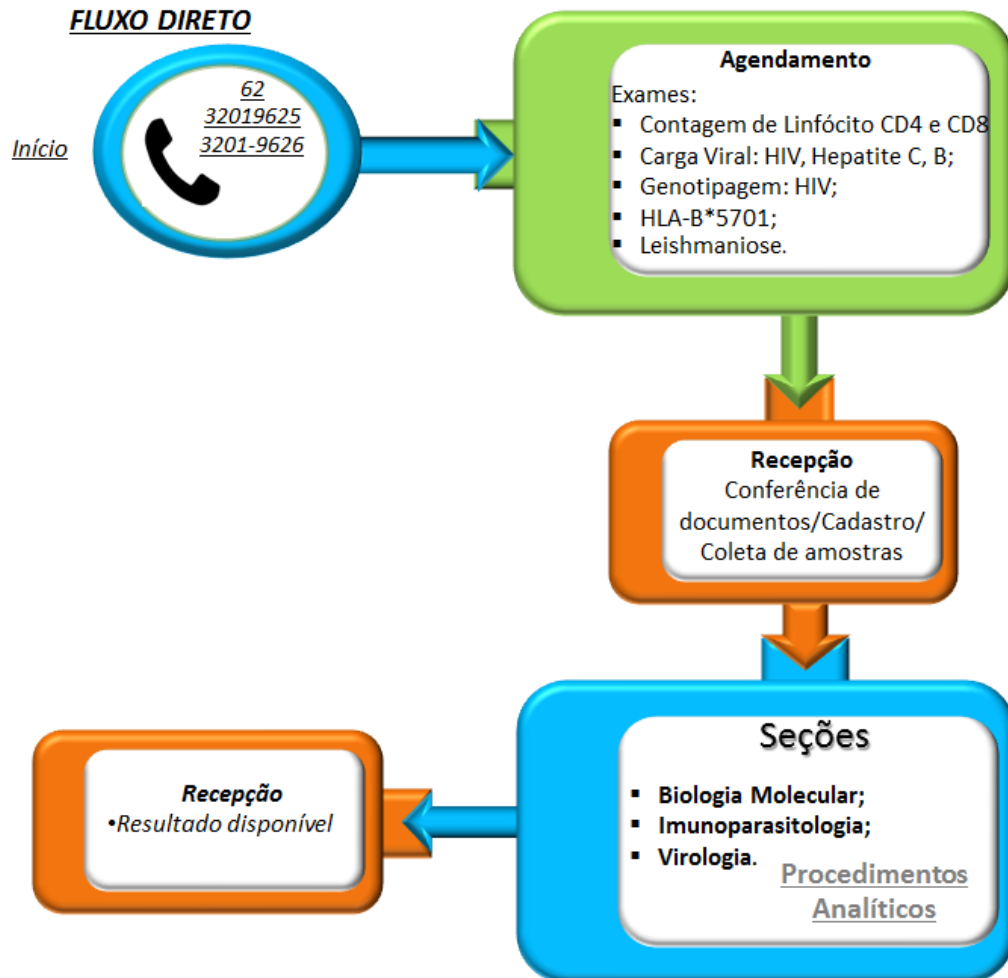 FLUXO DIRETO
Início
62
32019625
3201-9626
Agendamento
Exames:
▪ Contagem de Linfócito CD4 e CD8
▪ Carga Viral: HIV, Hepatite C, B;
▪ Genotipagem: HIV;
▪ HLA-B*5701;
▪ Leishmaniose.
Recepção
Conferência de
documentos/Cadastro/
Coleta de amostras
Seções
▪ Biologia Molecular;
▪ Imunoparasitologia;
▪ Virologia.
Procedimentos
Analíticos
Recepção
•Resultado disponível